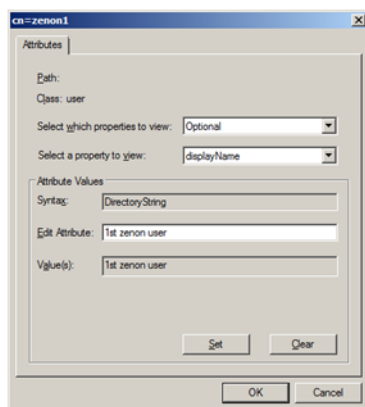 cn=zenon1
Attributes
Path:
Class: user
Select which properties to view: Optional
Select a property to view: displayName
Attribute Values
Syntax: DirectoryString
Edit Attribute: 1st zenon user
Value(s): 1st zenon user
Set Clear
OK Cancel